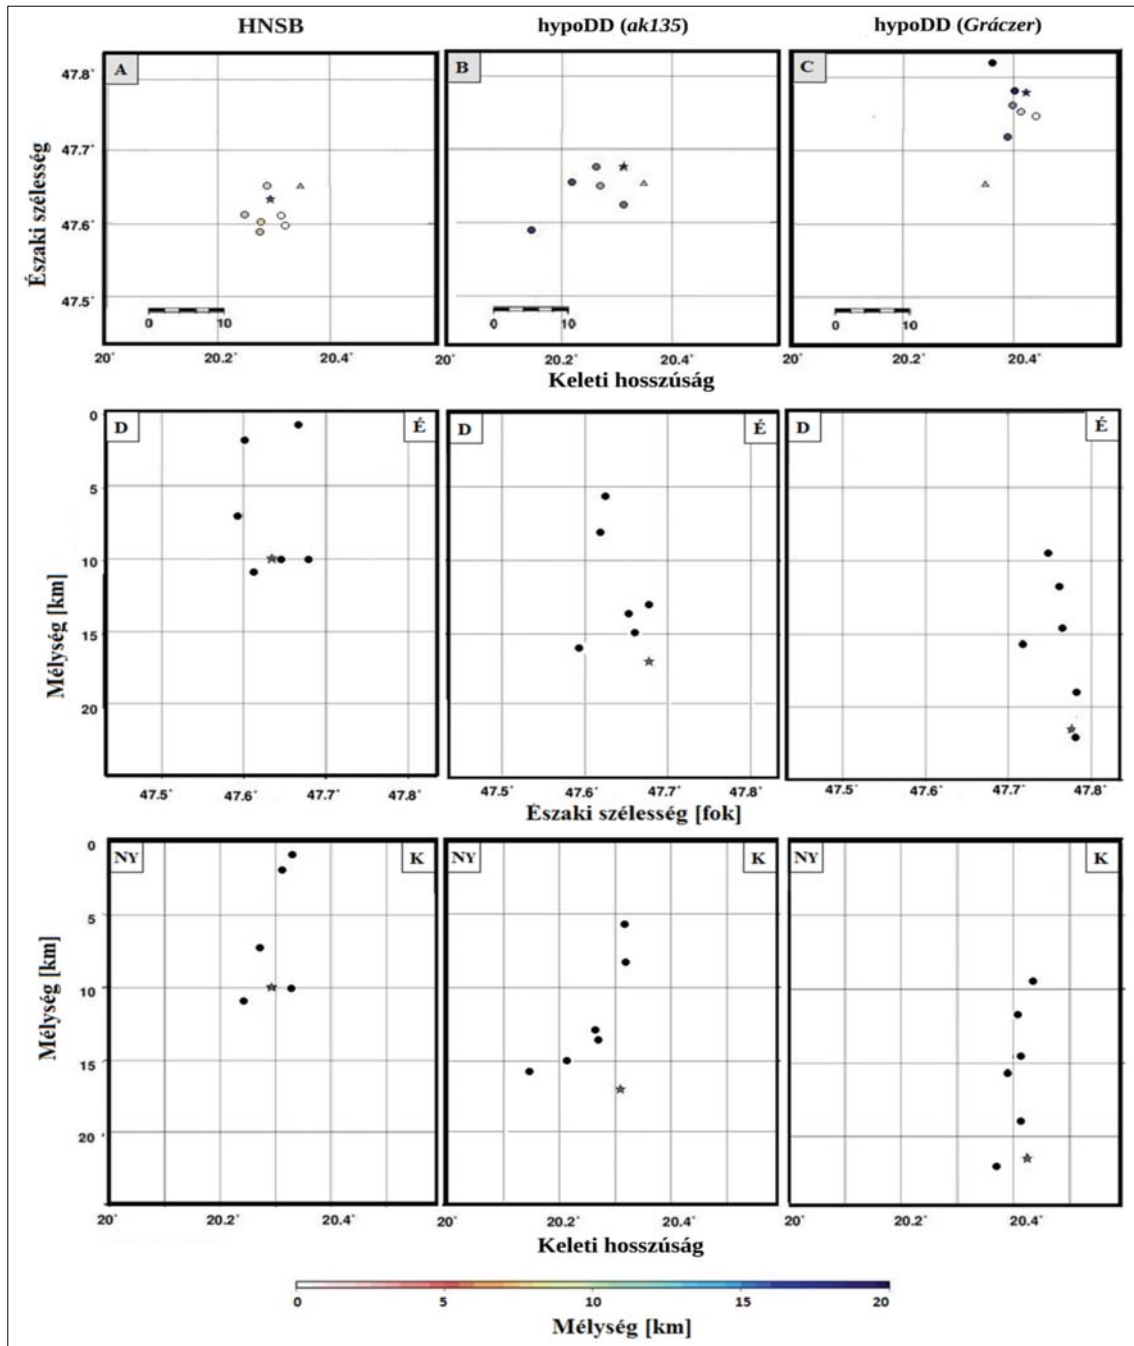 HNSB hypoDD (ak135) hypoDD (Gráczer)
A B C
Északi szélesség
47.8˚
47.7˚
47.6˚
47.5˚
0 10 0 10 0 10
20˚ 20.2˚ 20.4˚ 20˚ 20.2˚ 20.4˚ 20˚ 20.2˚ 20.4˚
Keleti hosszúság
D É D É D É
Mélység [km]
0
5
10
15
20
47.5˚ 47.6˚ 47.7˚ 47.8˚ 47.5˚ 47.6˚ 47.7˚ 47.8˚ 47.5˚ 47.6˚ 47.7˚ 47.8˚
Északi szélesség [fok]
NY K NY K NY K
Mélység [km]
0
5
10
15
20
20˚ 20.2˚ 20.4˚ 20˚ 20.2˚ 20.4˚ 20˚ 20.2˚ 20.4˚
Keleti hosszúság
0 5 10 15 20
Mélység [km]